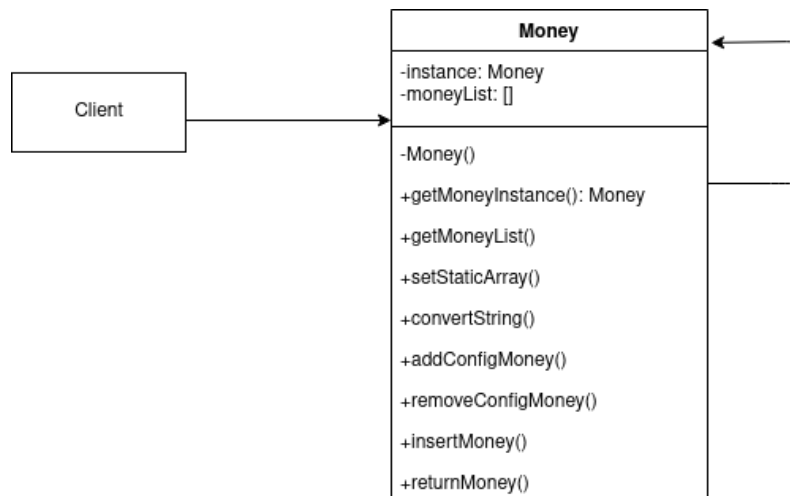 Money
-instance: Money
-moneyList: []
Client
-Money()
+getMoneyInstance(): Money
+getMoneyList()
+setStaticArray()
+convertString()
+addConfigMoney()
+removeConfigMoney()
+insertMoney()
+returnMoney()